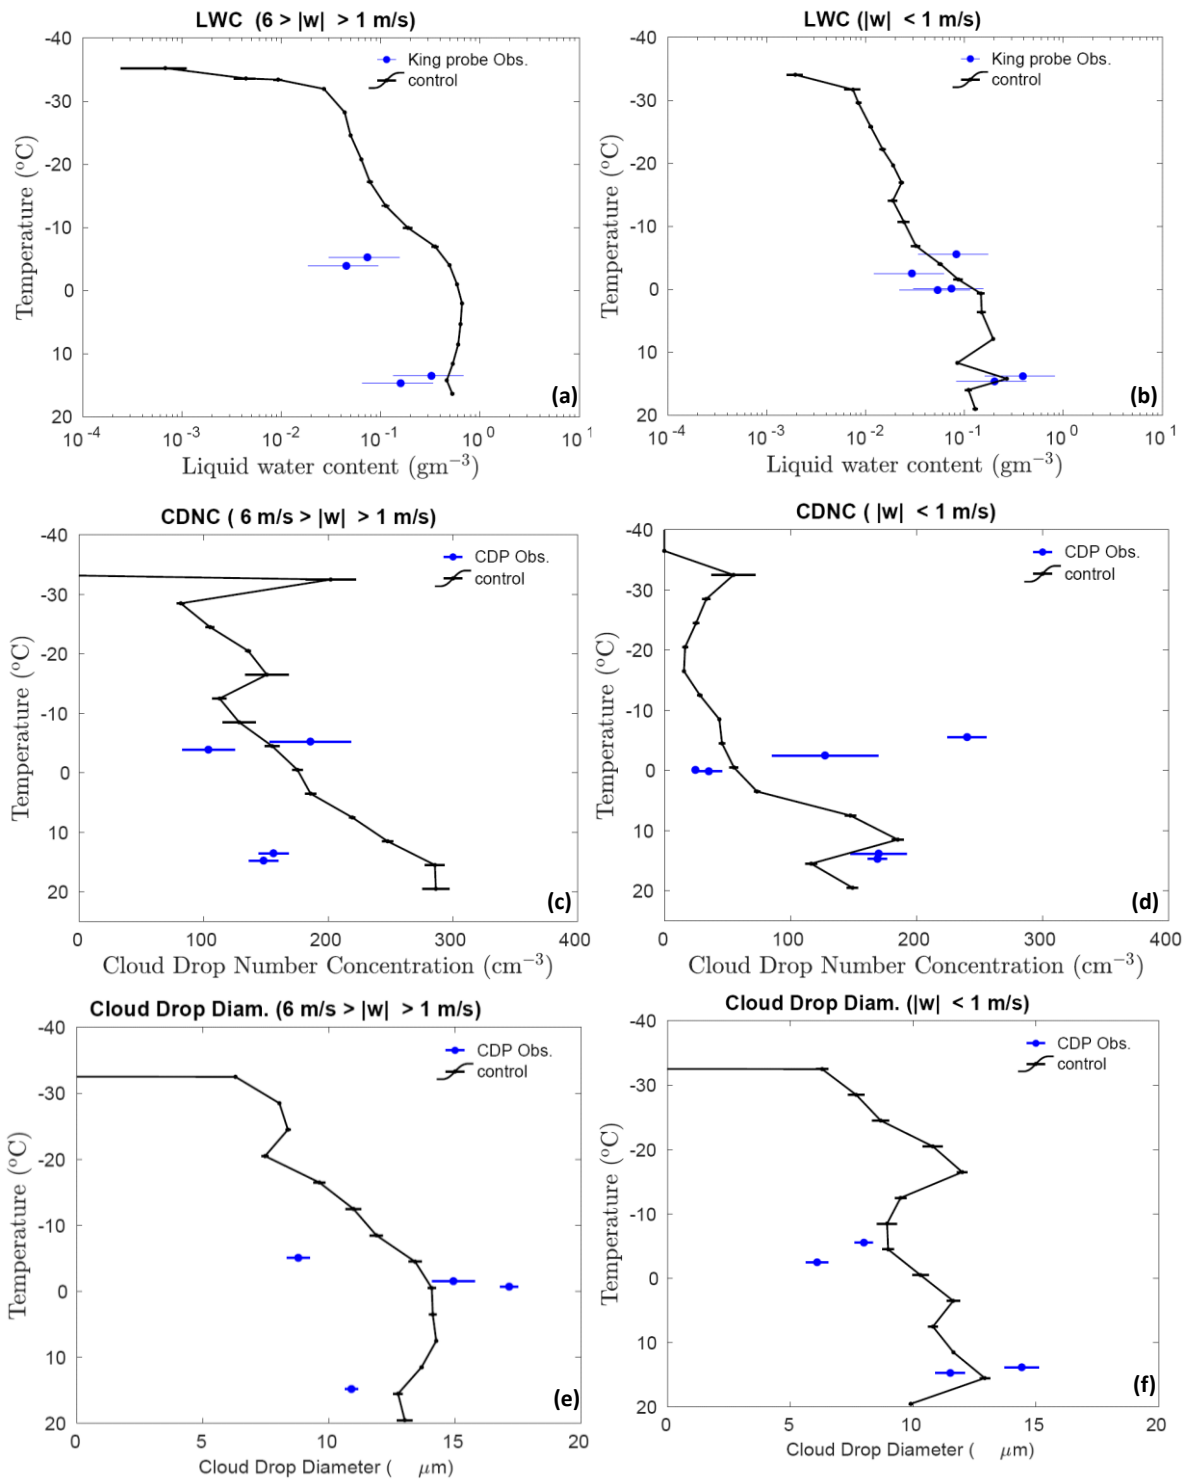 LWC (6 > |w| > 1 m/s)
-40
-30
-20
-10
0
10
20
Temperature (°C)
King probe Obs.
control
(a)
10^-4 10^-3 10^-2 10^-1 10^0 10^1
Liquid water content (gm^-3)
LWC (|w| < 1 m/s)
-40
-30
-20
-10
0
10
20
Temperature (°C)
King probe Obs.
control
(b)
10^-4 10^-3 10^-2 10^-1 10^0 10^1
Liquid water content (gm^-3)
CDNC ( 6 m/s > |w| > 1 m/s)
-40
-30
-20
-10
0
10
20
Temperature (°C)
CDP Obs.
control
(c)
0 100 200 300 400
Cloud Drop Number Concentration (cm^-3)
CDNC ( |w| < 1 m/s)
-40
-30
-20
-10
0
10
20
Temperature (°C)
CDP Obs.
control
(d)
0 100 200 300 400
Cloud Drop Number Concentration (cm^-3)
Cloud Drop Diam. (6 m/s > |w| > 1 m/s)
-40
-30
-20
-10
0
10
20
Temperature (°C)
CDP Obs.
control
(e)
0 5 10 15 20
Cloud Drop Diameter ( μm)
Cloud Drop Diam. (|w| < 1 m/s)
-40
-30
-20
-10
0
10
20
Temperature (°C)
CDP Obs.
control
(f)
0 5 10 15 20
Cloud Drop Diameter ( μm)